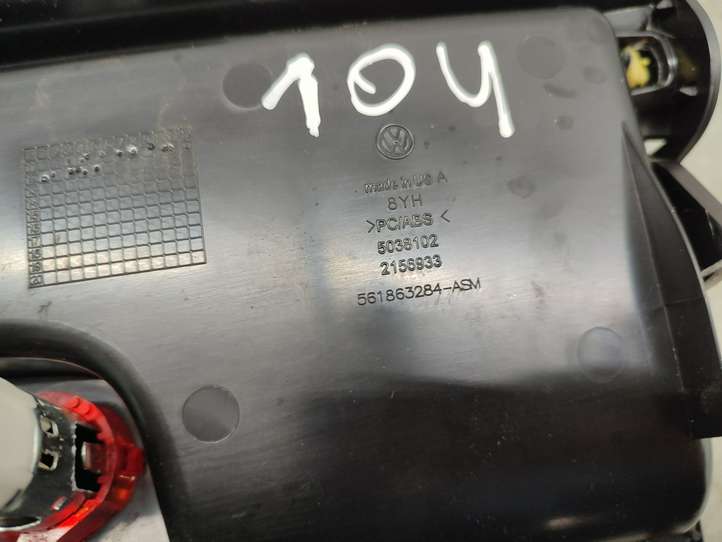 104
made in USA
8YH
>PC/ABS<
5038102
2158933
561863284-ASM